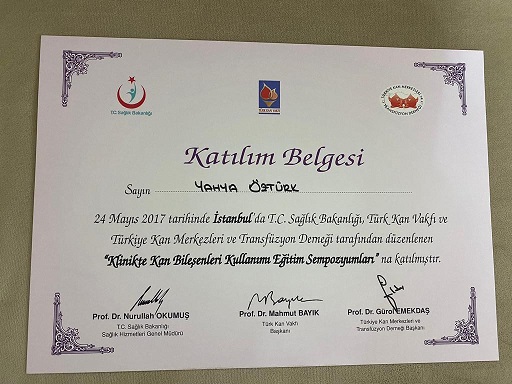 T.C. Sağlık Bakanlığı
TÜRK KAN VAKFI
Katılım Belgesi
Sayın YAHYA ÖZTÜRK
24 Mayıs 2017 tarihinde İstanbul'da T.C. Sağlık Bakanlığı, Türk Kan Vakfı ve
Türkiye Kan Merkezleri ve Transfüzyon Derneği tarafından düzenlenen
"Klinikte Kan Bileşenleri Kullanımı Eğitim Sempozyumları" na katılmıştır.
Prof. Dr. Nurullah OKUMUŞ
T.C. Sağlık Bakanlığı
Sağlık Hizmetleri Genel Müdürü
Prof. Dr. Mahmut BAYIK
Türk Kan Vakfı
Başkanı
Prof. Dr. Gürol EMEKDAŞ
Türkiye Kan Merkezleri ve
Transfüzyon Derneği Başkanı